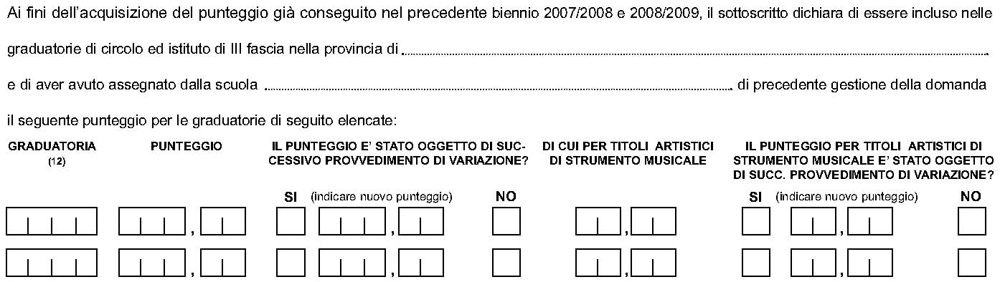 Ai fini dell'acquisizione del punteggio già conseguito nel precedente biennio 2007/2008 e 2008/2009, il sottoscritto dichiara di essere incluso nelle
graduatorie di circolo ed istituto di III fascia nella provincia di
e di aver avuto assegnato dalla scuola di precedente gestione della domanda
il seguente punteggio per le graduatorie di seguito elencate:
GRADUATORIA
(12)
PUNTEGGIO
IL PUNTEGGIO E' STATO OGGETTO DI SUC-
CESSIVO PROVVEDIMENTO DI VARIAZIONE?
DI CUI PER TITOLI ARTISTICI
DI STRUMENTO MUSICALE
IL PUNTEGGIO PER TITOLI ARTISTICI DI
STRUMENTO MUSICALE E' STATO OGGETTO
DI SUCC. PROVVEDIMENTO DI VARIAZIONE?
SI (indicare nuovo punteggio) NO
SI (indicare nuovo punteggio) NO
, , , ,
, , , ,